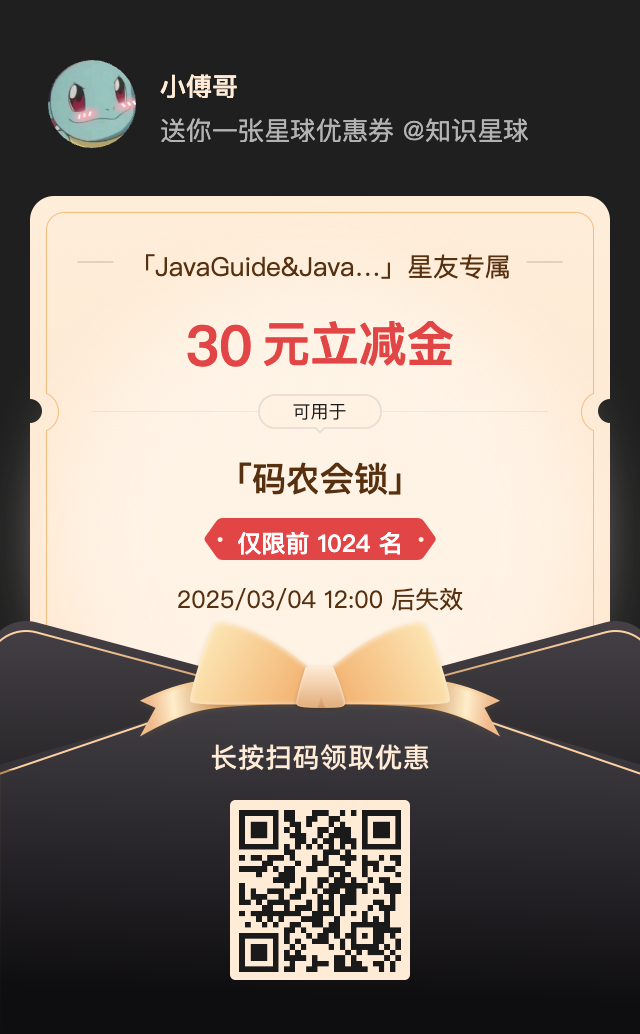 小傅哥
送你一张星球优惠券 @知识星球
「JavaGuide&Java...」星友专属
30 元立减金
可用于
「码农会锁」
仅限前 1024 名
2025/03/04 12:00 后失效
长按扫码领取优惠